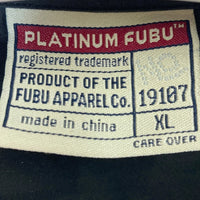 PLATINUM FUBU™
registered trademark
PRODUCT OF THE
FUBU APPAREL Co.
19107
made in china
XL
CARE OVER